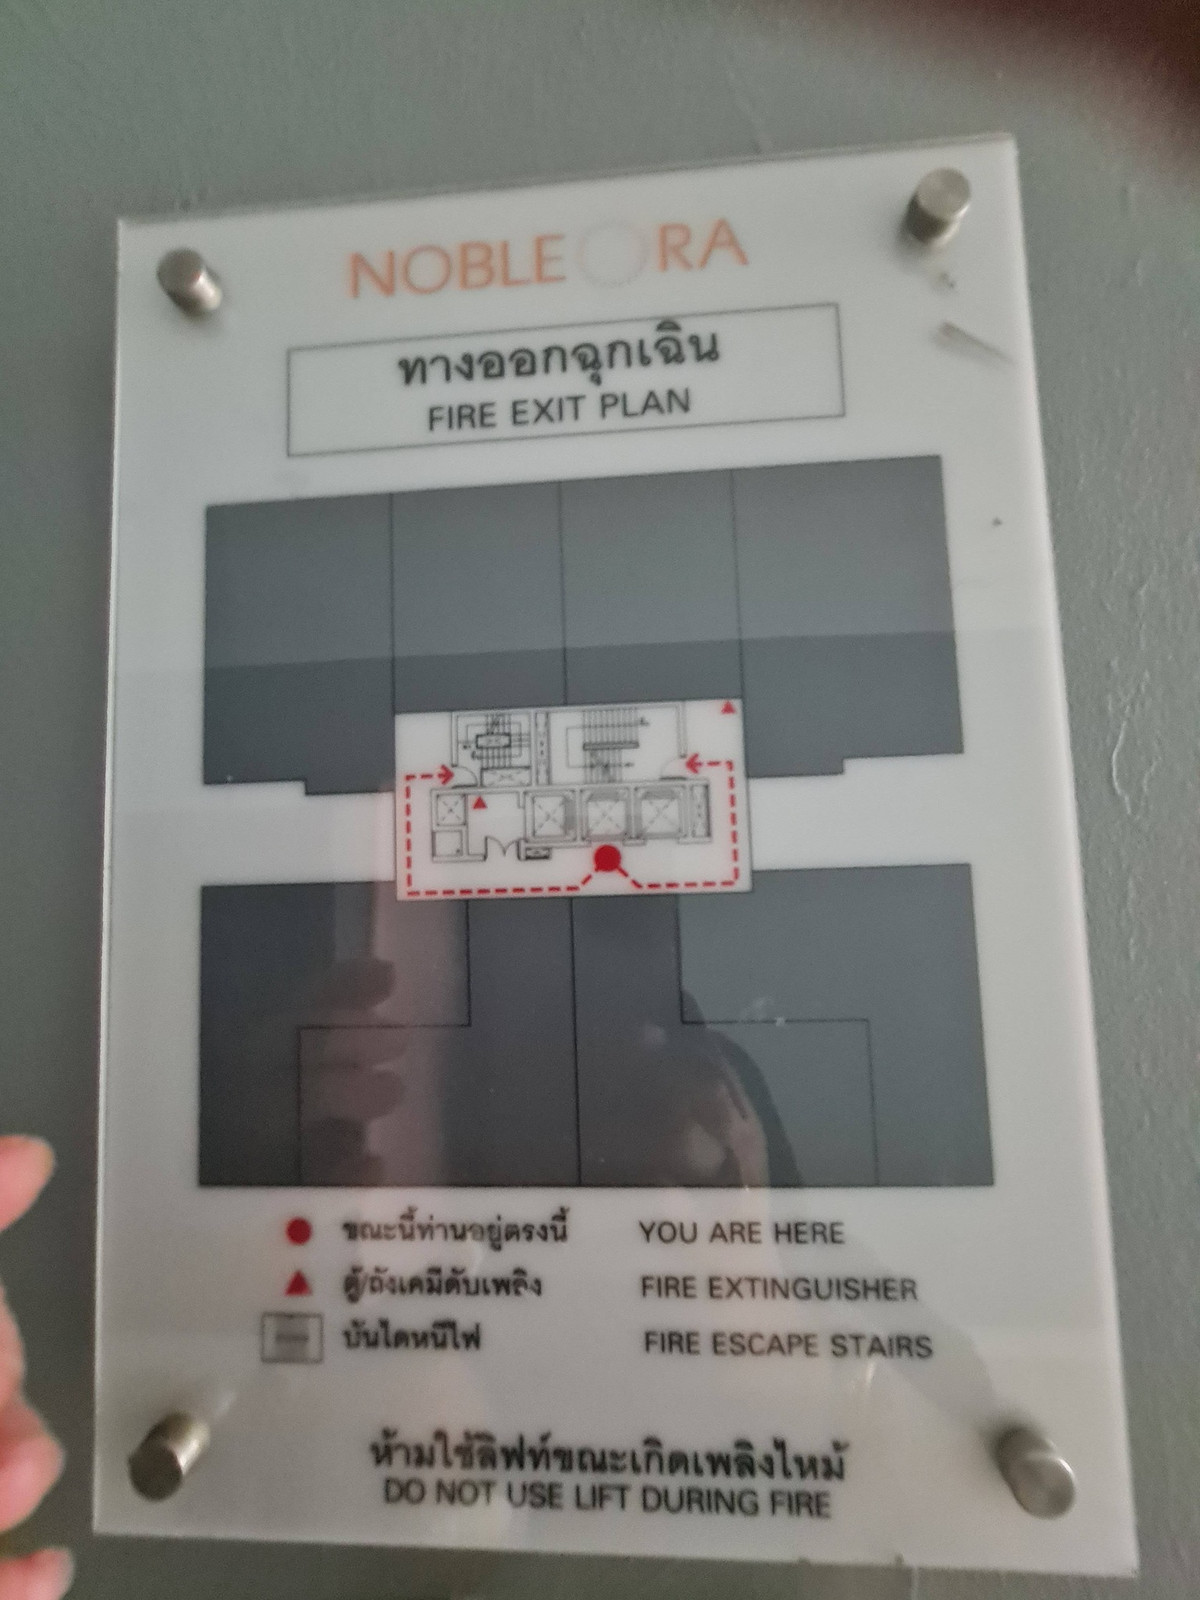 NOBLE ORA
ทางออกฉุกเฉิน
FIRE EXIT PLAN
ขณะนี้ท่านอยู่ตรงนี้ YOU ARE HERE
ตู้/ถังเคมีดับเพลิง FIRE EXTINGUISHER
บันไดหนีไฟ FIRE ESCAPE STAIRS
ห้ามใช้ลิฟท์ขณะเกิดเพลิงไหม้
DO NOT USE LIFT DURING FIRE